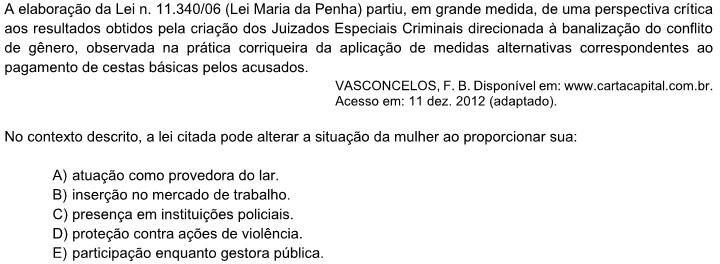 A elaboração da Lei n. 11.340/06 (Lei Maria da Penha) partiu, em grande medida, de uma perspectiva crítica
aos resultados obtidos pela criação dos Juizados Especiais Criminais direcionada à banalização do conflito
de gênero, observada na prática corriqueira da aplicação de medidas alternativas correspondentes ao
pagamento de cestas básicas pelos acusados.
VASCONCELOS, F. B. Disponível em: www.cartacapital.com.br.
Acesso em: 11 dez. 2012 (adaptado).
No contexto descrito, a lei citada pode alterar a situação da mulher ao proporcionar sua:
A) atuação como provedora do lar.
B) inserção no mercado de trabalho.
C) presença em instituições policiais.
D) proteção contra ações de violência.
E) participação enquanto gestora pública.